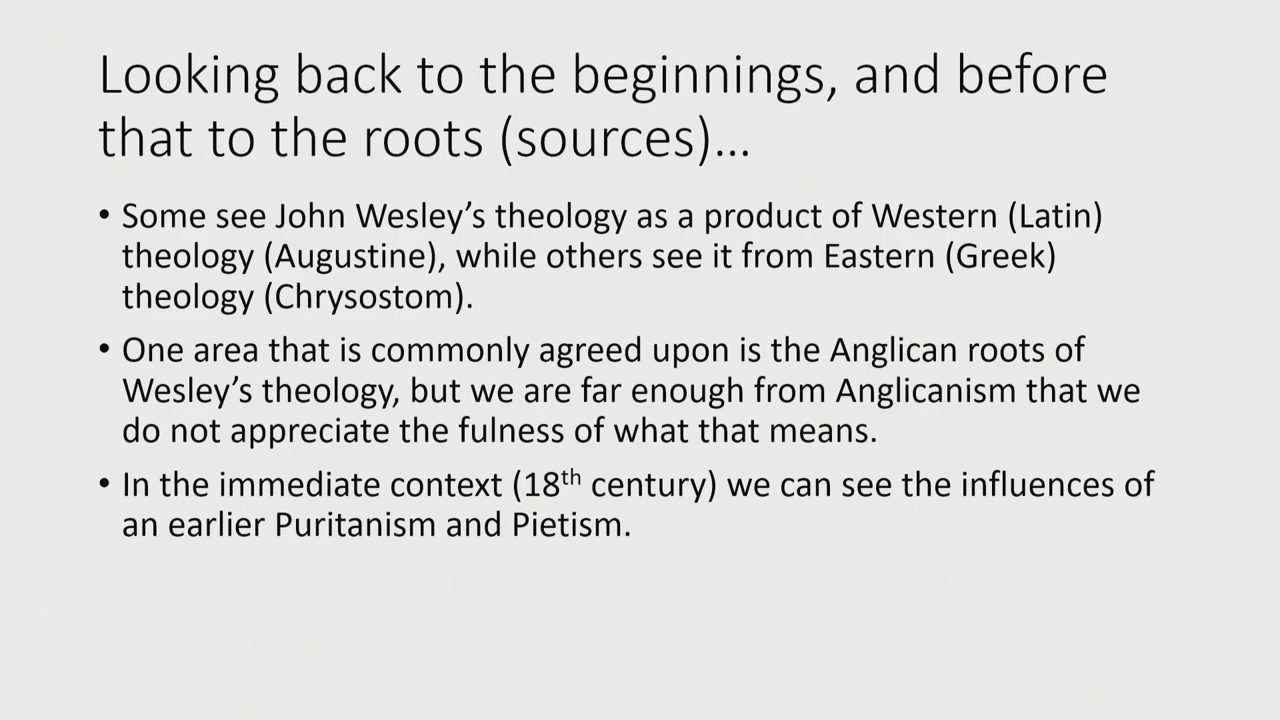 Looking back to the beginnings, and before
that to the roots (sources)…
• Some see John Wesley’s theology as a product of Western (Latin)
theology (Augustine), while others see it from Eastern (Greek)
theology (Chrysostom).
• One area that is commonly agreed upon is the Anglican roots of
Wesley’s theology, but we are far enough from Anglicanism that we
do not appreciate the fulness of what that means.
• In the immediate context (18th century) we can see the influences of
an earlier Puritanism and Pietism.